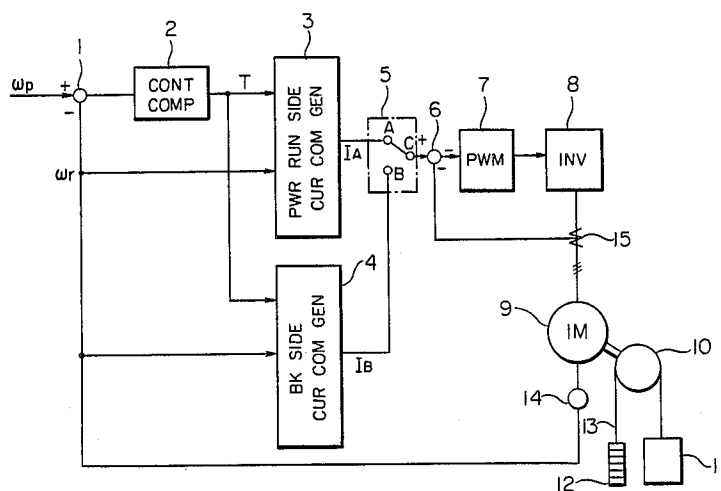 1
2
3
4
5
6
7
8
9
10
1
12
13
14
15
ωp
+
-
CONT
COMP
T
ωr
PWR RUN SIDE
CUR COM GEN
IA
BK SIDE
CUR COM GEN
IB
A
B
C
+
-
-
PWM
INV
IM